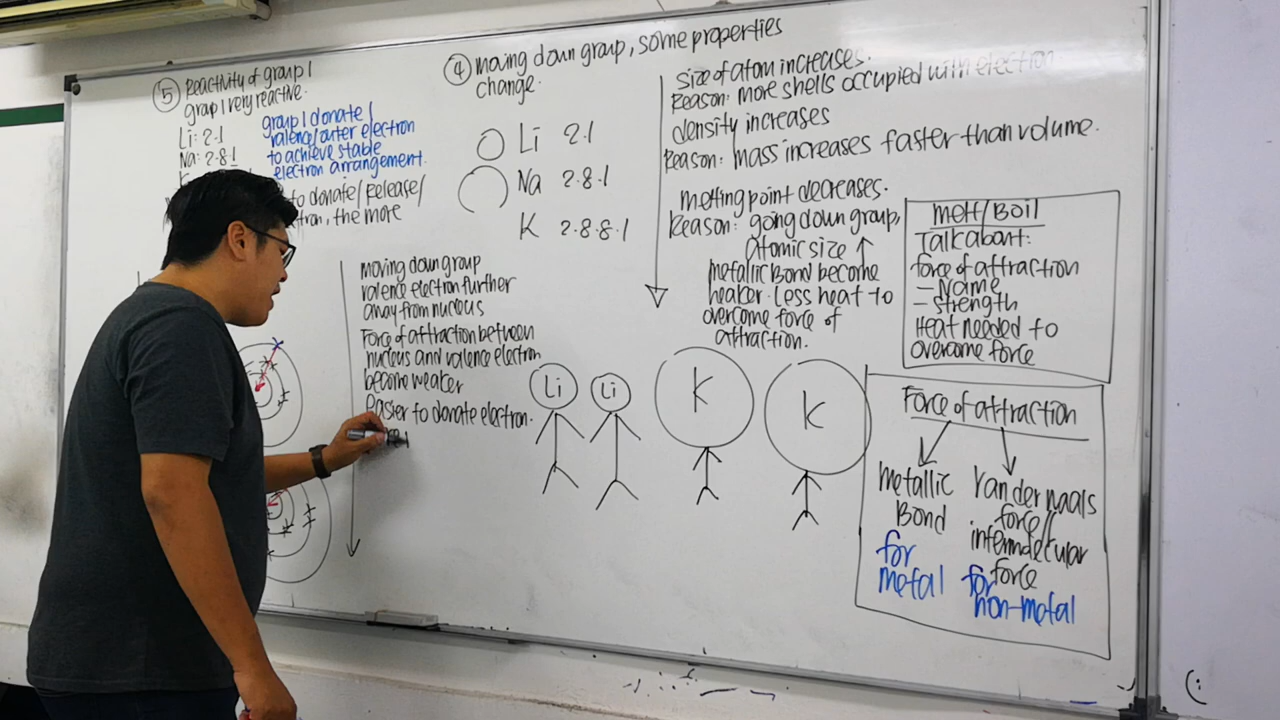 5 Reactivity of group 1
group 1 very reactive.
Li: 2.1
Na: 2.8.1
K
group 1 donate 1
valence/outer electron
to achieve stable
electron arrangement.
to donate/release/
the more
moving down group
valence electron further
away from nucleus
Force of attraction between
nucleus and valence electron
become weaker
Easier to donate electron.
4 moving down group, some properties
change.
Li 2.1
Na 2.8.1
K 2.8.8.1
size of atom increases.
Reason: more shells occupied with electron
density increases
Reason: mass increases faster than volume.
melting point decreases.
Reason: going down group,
Atomic size ↑
metallic Bond become
weaker. Less heat to
overcome force of
attraction.
Li Li K K
Melt/Boil
Talk about:
force of attraction
- Name
- strength
Heat needed to
overcome force
Force of attraction
metallic
Bond
for
metal
Van der waals
force//
intermolecular
force
for
non-metal